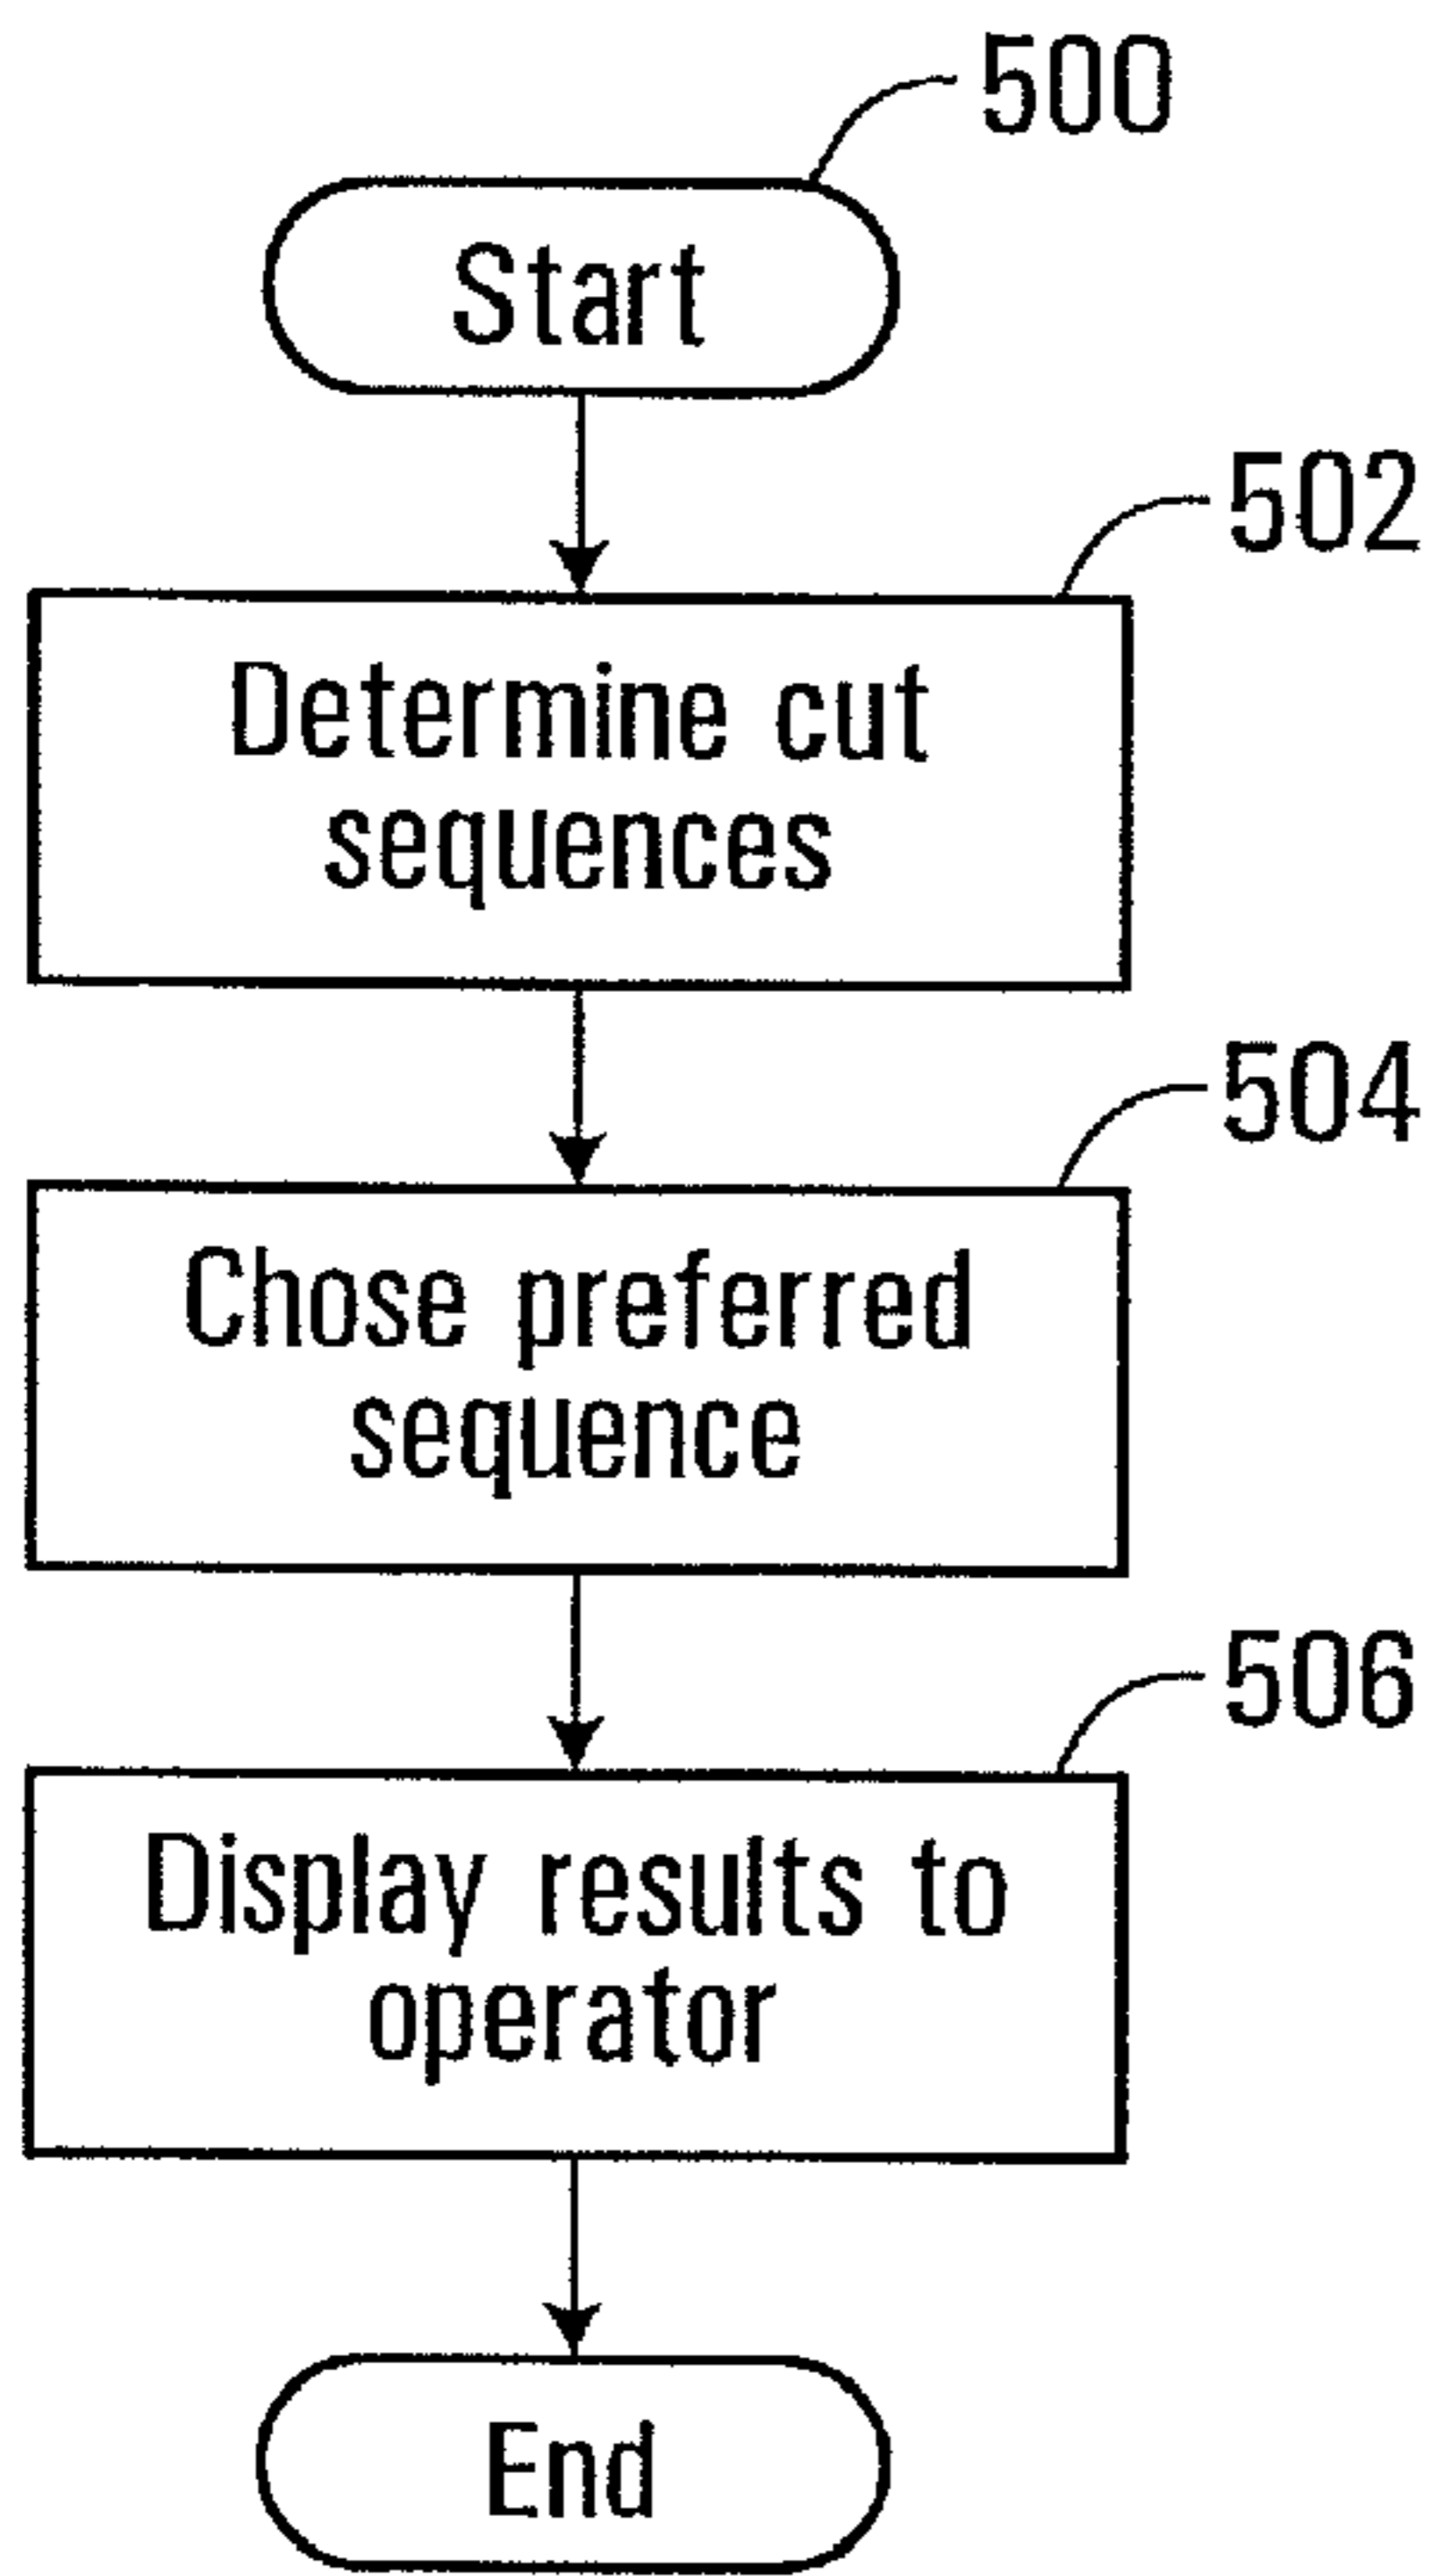 500
Start
502
Determine cut
sequences
504
Chose preferred
sequence
506
Display results to
operator
End